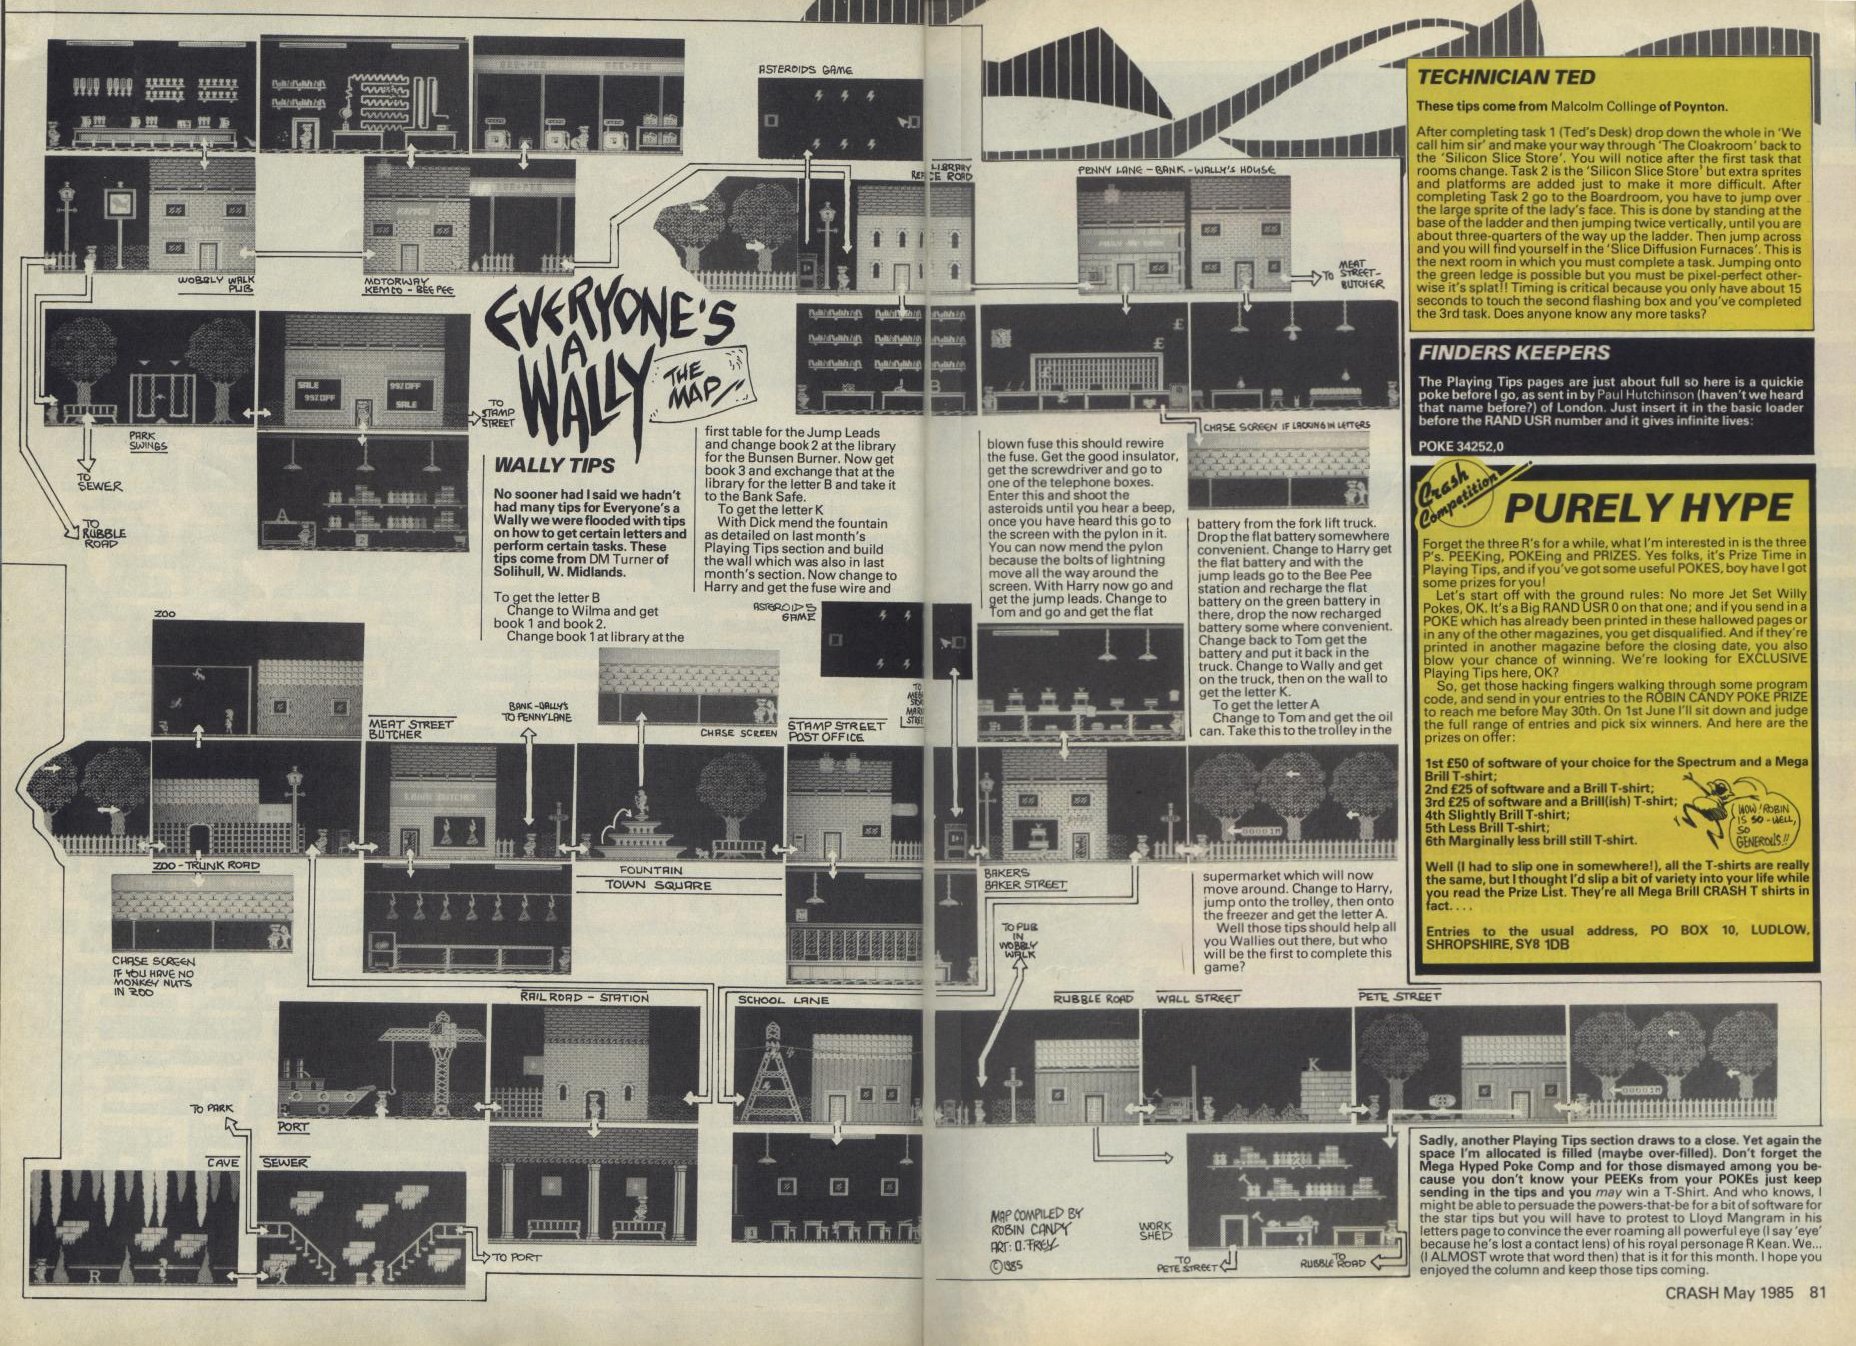 ASTEROIDS GAME
LIBRARY
PENNY LANE - BANK - WALLY'S HOUSE
WOBBLY WALK
PUB
MOTORWAY
KEMCO - BEEPEE
TO MEAT
STREET -
BUTCHER
SALE
99% OFF
99% OFF
SALE
TO
STAMP
STREET
PARK
SWINGS
TO
SEWER
TO
RUBBLE
ROAD
A
EVERYONE'S
A
WALLY
THE
MAP
CHASE SCREEN IF LACKING IN LETTERS
WALLY TIPS
No sooner had I said we hadn't
had many tips for Everyone's a
Wally we were flooded with tips
on how to get certain letters and
perform certain tasks. These
tips come from DM Turner of
Solihull, W. Midlands.
To get the letter B
Change to Wilma and get
book 1 and book 2.
Change book 1 at library at the
first table for the Jump Leads
and change book 2 at the library
for the Bunsen Burner. Now get
book 3 and exchange that at the
library for the letter B and take it
to the Bank Safe.
To get the letter K
With Dick mend the fountain
as detailed on last month's
Playing Tips section and build
the wall which was also in last
month's section. Now change to
Harry and get the fuse wire and
blown fuse this should rewire
the fuse. Get the good insulator,
get the screwdriver and go to
one of the telephone boxes.
Enter this and shoot the
asteroids until you hear a beep,
once you have heard this go to
the screen with the pylon in it.
You can now mend the pylon
because the bolts of lightning
move all the way around the
screen. With Harry now go and
get the jump leads. Change to
Tom and go and get the flat
battery from the fork lift truck.
Drop the flat battery somewhere
convenient. Change to Harry get
the flat battery and with the
jump leads go to the Bee Pee
station and recharge the flat
battery on the green battery in
there, drop the now recharged
battery some where convenient.
Change back to Tom get the
battery and put it back in the
truck. Change to Wally and get
on the truck, then on the wall to
get the letter K.
To get the letter A
Change to Tom and get the oil
can. Take this to the trolley in the
supermarket which will now
move around. Change to Harry,
jump onto the trolley, then onto
the freezer and get the letter A.
Well those tips should help all
you Wallies out there, but who
will be the first to complete this
game?
ASTEROIDS
GAME
ZOO
MEAT STREET
BUTCHER
BANK - WALLY'S
TO PENNY LANE
CHASE SCREEN
STAMP STREET
POST OFFICE
ZOO - TRUNK ROAD
FOUNTAIN
TOWN SQUARE
BAKERS
BAKER STREET
CHASE SCREEN
IF YOU HAVE NO
MONKEY NUTS
IN ZOO
TO PUB
IN
WOBBLY
WALK
RAILROAD - STATION
SCHOOL LANE
RUBBLE ROAD
WALL STREET
PETE STREET
K
TO PARK
PORT
CAVE
SEWER
R
TO PORT
MAP COMPILED BY
ROBIN CANDY
ART: O. FREY
© 1985
WORK
SHED
TO
PETE STREET
TO
RUBBLE ROAD
TECHNICIAN TED
These tips come from Malcolm Collinge of Poynton.
After completing task 1 (Ted's Desk) drop down the whole in 'We
call him sir' and make your way through 'The Cloakroom' back to
the 'Silicon Slice Store'. You will notice after the first task that
rooms change. Task 2 is the 'Silicon Slice Store' but extra sprites
and platforms are added just to make it more difficult. After
completing Task 2 go to the Boardroom, you have to jump over
the large sprite of the lady's face. This is done by standing at the
base of the ladder and then jumping twice vertically, until you are
about three-quarters of the way up the ladder. Then jump across
and you will find yourself in the 'Slice Diffusion Furnaces'. This is
the next room in which you must complete a task. Jumping onto
the green ledge is possible but you must be pixel-perfect other-
wise it's splat!! Timing is critical because you only have about 15
seconds to touch the second flashing box and you've completed
the 3rd task. Does anyone know any more tasks?
FINDERS KEEPERS
The Playing Tips pages are just about full so here is a quickie
poke before I go, as sent in by Paul Hutchinson (haven't we heard
that name before?) of London. Just insert it in the basic loader
before the RAND USR number and it gives infinite lives:
POKE 34252,0
Crash
Competition
PURELY HYPE
Forget the three R's for a while, what I'm interested in is the three
P's, PEEKing, POKEing and PRIZES. Yes folks, it's Prize Time in
Playing Tips, and if you've got some useful POKES, boy have I got
some prizes for you!
Let's start off with the ground rules: No more Jet Set Willy
Pokes, OK. It's a Big RAND USR 0 on that one; and if you send in a
POKE which has already been printed in these hallowed pages or
in any of the other magazines, you get disqualified. And if they're
printed in another magazine before the closing date, you also
blow your chance of winning. We're looking for EXCLUSIVE
Playing Tips here, OK?
So, get those hacking fingers walking through some program
code, and send in your entries to the ROBIN CANDY POKE PRIZE
to reach me before May 30th. On 1st June I'll sit down and judge
the full range of entries and pick six winners. And here are the
prizes on offer:
1st £50 of software of your choice for the Spectrum and a Mega
Brill T-shirt;
2nd £25 of software and a Brill T-shirt;
3rd £25 of software and a Brill(ish) T-shirt;
4th Slightly Brill T-shirt;
5th Less Brill T-shirt;
6th Marginally less brill still T-shirt.
WOW! ROBIN
IS SO - WELL,
SO
GENEROUS!!
Well (I had to slip one in somewhere!), all the T-shirts are really
the same, but I thought I'd slip a bit of variety into your life while
you read the Prize List. They're all Mega Brill CRASH T shirts in
fact....
Entries to the usual address, PO BOX 10, LUDLOW,
SHROPSHIRE, SY8 1DB
Sadly, another Playing Tips section draws to a close. Yet again the
space I'm allocated is filled (maybe over-filled). Don't forget the
Mega Hyped Poke Comp and for those dismayed among you be-
cause you don't know your PEEKs from your POKEs just keep
sending in the tips and you may win a T-Shirt. And who knows, I
might be able to persuade the powers-that-be for a bit of software for
the star tips but you will have to protest to Lloyd Mangram in his
letters page to convince the ever roaming all powerful eye (I say 'eye'
because he's lost a contact lens) of his royal personage R Kean. We...
(I ALMOST wrote that word then) that is it for this month. I hope you
enjoyed the column and keep those tips coming.
CRASH May 1985 81